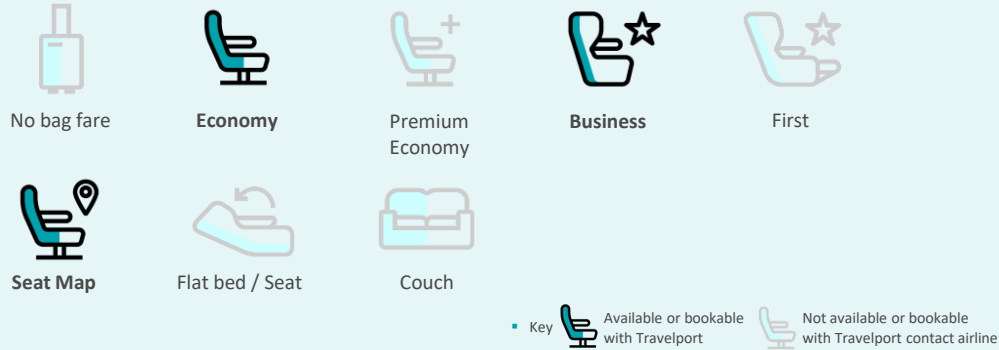 No bag fare
Economy
Premium
Economy
Business
First
Seat Map
Flat bed / Seat
Couch
▪ Key
Available or bookable
with Travelport
Not available or bookable
with Travelport contact airline